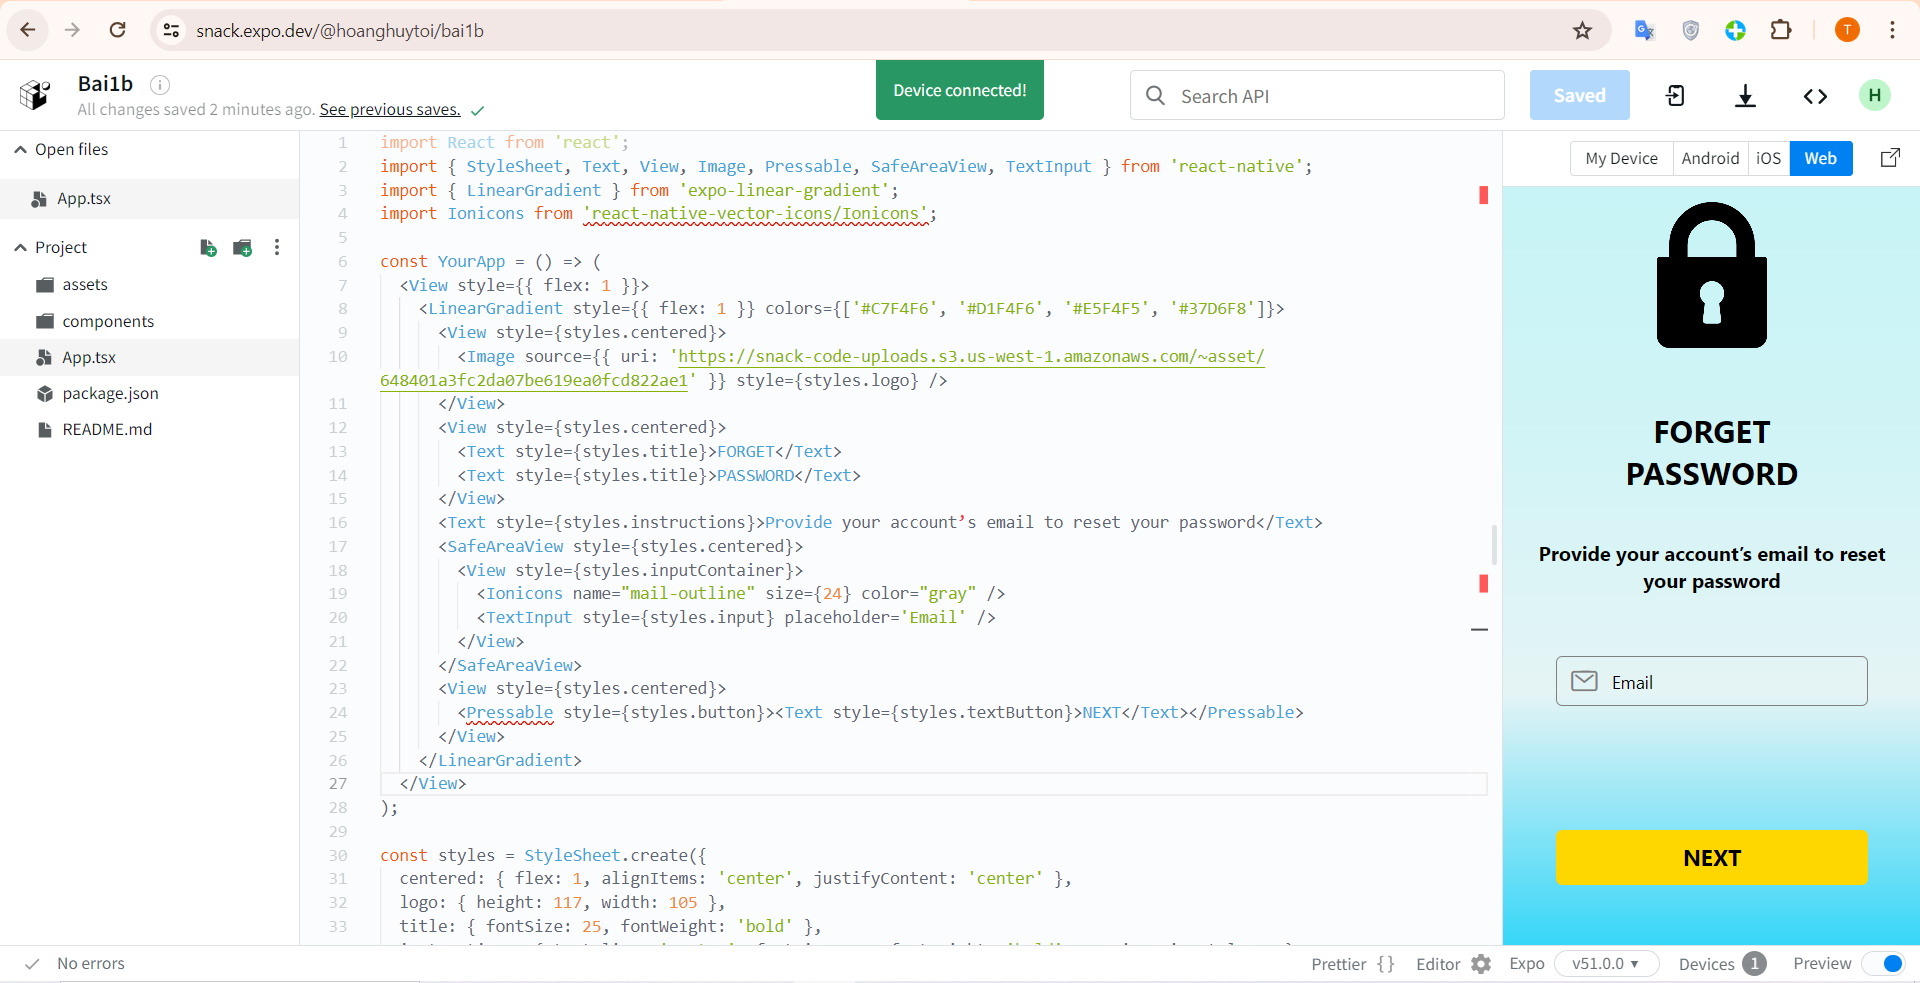 snack.expo.dev/@hoanghuytoi/bai1b
T
Bai1b
All changes saved 2 minutes ago. See previous saves.
Device connected!
Search API
Saved
H
Open files
App.tsx
Project
assets
components
App.tsx
package.json
README.md
1 import React from 'react';
2 import { StyleSheet, Text, View, Image, Pressable, SafeAreaView, TextInput } from 'react-native';
3 import { LinearGradient } from 'expo-linear-gradient';
4 import Ionicons from 'react-native-vector-icons/Ionicons';
5
6 const YourApp = () => (
7 <View style={{ flex: 1 }}>
8 <LinearGradient style={{ flex: 1 }} colors={['#C7F4F6', '#D1F4F6', '#E5F4F5', '#37D6F8']}>
9 <View style={styles.centered}>
10 <Image source={{ uri: 'https://snack-code-uploads.s3.us-west-1.amazonaws.com/~asset/
648401a3fc2da07be619ea0fcd822ae1' }} style={styles.logo} />
11 </View>
12 <View style={styles.centered}>
13 <Text style={styles.title}>FORGET</Text>
14 <Text style={styles.title}>PASSWORD</Text>
15 </View>
16 <Text style={styles.instructions}>Provide your account’s email to reset your password</Text>
17 <SafeAreaView style={styles.centered}>
18 <View style={styles.inputContainer}>
19 <Ionicons name="mail-outline" size={24} color="gray" />
20 <TextInput style={styles.input} placeholder='Email' />
21 </View>
22 </SafeAreaView>
23 <View style={styles.centered}>
24 <Pressable style={styles.button}><Text style={styles.textButton}>NEXT</Text></Pressable>
25 </View>
26 </LinearGradient>
27 </View>
28 );
29
30 const styles = StyleSheet.create({
31 centered: { flex: 1, alignItems: 'center', justifyContent: 'center' },
32 logo: { height: 117, width: 105 },
33 title: { fontSize: 25, fontWeight: 'bold' },
My Device Android iOS Web
FORGET
PASSWORD
Provide your account’s email to reset
your password
Email
NEXT
No errors
Prettier {} Editor Expo v51.0.0 Devices 1 Preview